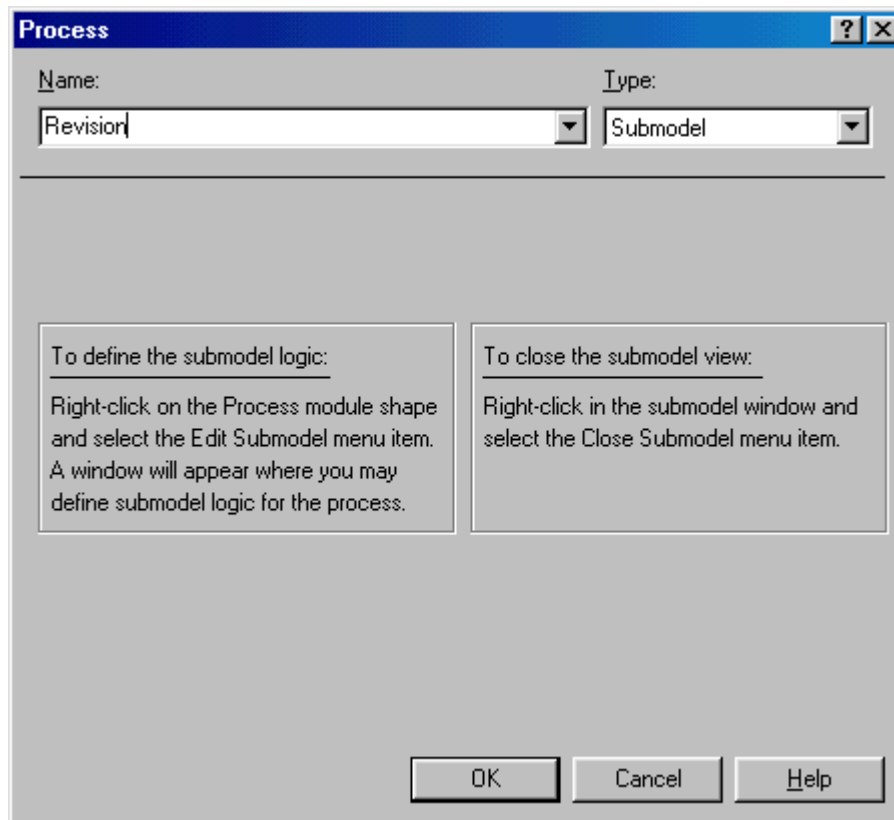 Process
Name:
Type:
Revision
Submodel
To define the submodel logic:
Right-click on the Process module shape
and select the Edit Submodel menu item.
A window will appear where you may
define submodel logic for the process.
To close the submodel view:
Right-click in the submodel window and
select the Close Submodel menu item.
OK
Cancel
Help